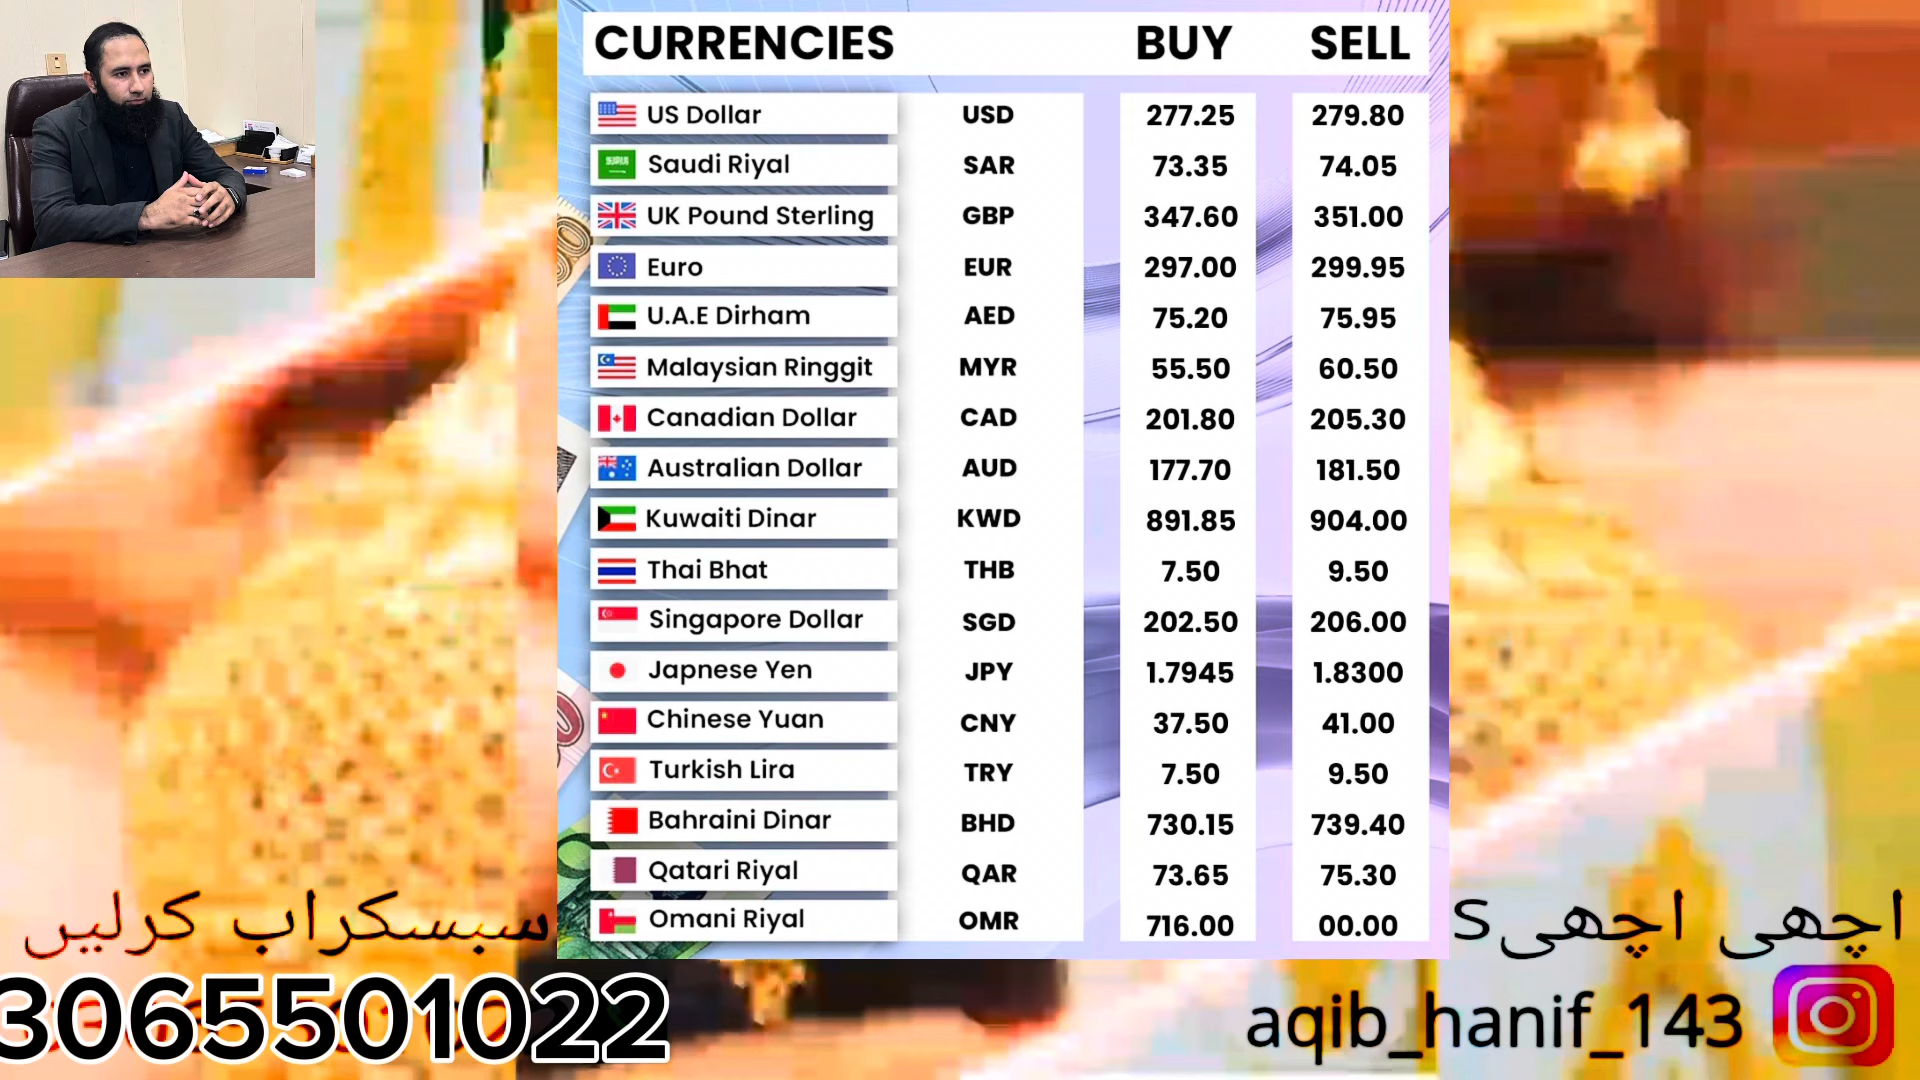 CURRENCIES BUY SELL
US Dollar USD 277.25 279.80
Saudi Riyal SAR 73.35 74.05
UK Pound Sterling GBP 347.60 351.00
Euro EUR 297.00 299.95
U.A.E Dirham AED 75.20 75.95
Malaysian Ringgit MYR 55.50 60.50
Canadian Dollar CAD 201.80 205.30
Australian Dollar AUD 177.70 181.50
Kuwaiti Dinar KWD 891.85 904.00
Thai Bhat THB 7.50 9.50
Singapore Dollar SGD 202.50 206.00
Japnese Yen JPY 1.7945 1.8300
Chinese Yuan CNY 37.50 41.00
Turkish Lira TRY 7.50 9.50
Bahraini Dinar BHD 730.15 739.40
Qatari Riyal QAR 73.65 75.30
Omani Riyal OMR 716.00 00.00
اچھی اچھی s
سبسکراب کرلیں
3065501022
aqib_hanif_143